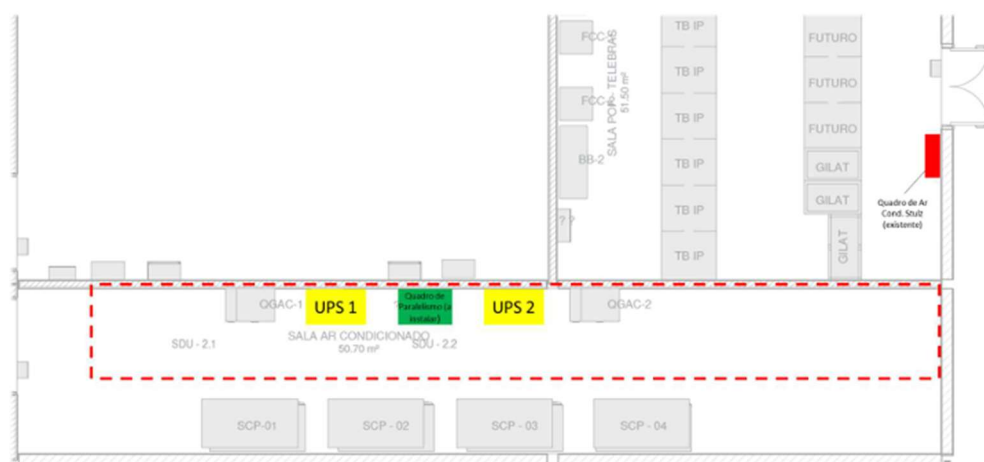 FCC-
FCC-
BB-2
? ?
SALA POP - TELEBRAS
51.50 m²
TB IP
TB IP
TB IP
TB IP
TB IP
TB IP
FUTURO
FUTURO
FUTURO
GILAT
GILAT
GILAT
Quadro de Ar
Cond. Stulz
(existente)
QGAC-1
UPS 1
Quadro de
Paralelismo (a
instalar)
UPS 2
QGAC-2
SALA AR CONDICIONADO
50.70 m²
SDU - 2.1
SDU - 2.2
SCP-01
SCP - 02
SCP - 03
SCP - 04